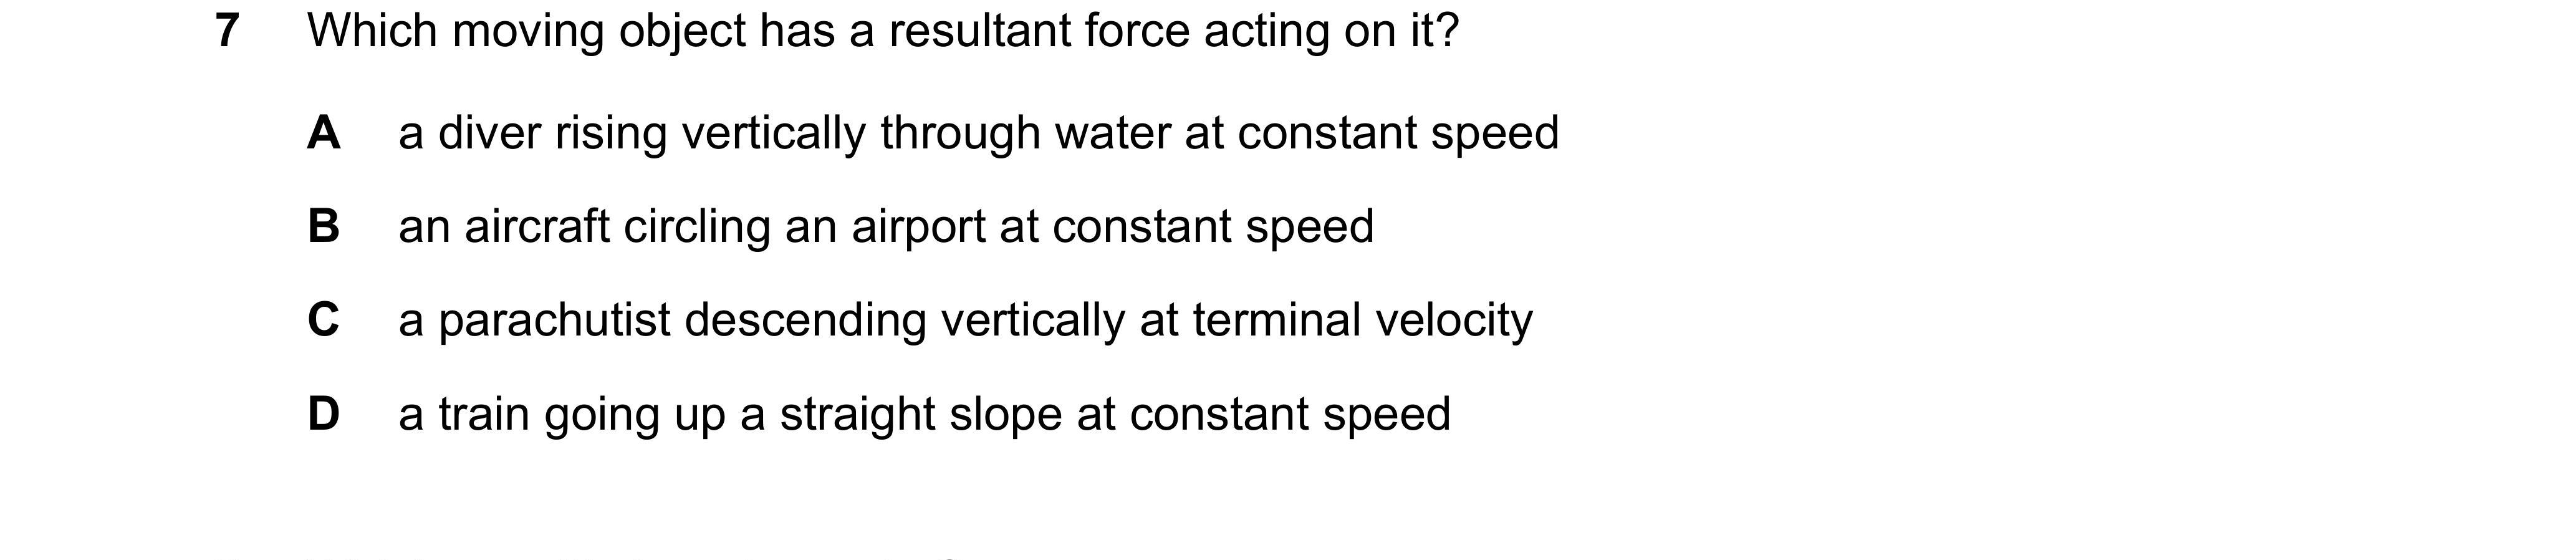 7 Which moving object has a resultant force acting on it?
A a diver rising vertically through water at constant speed
B an aircraft circling an airport at constant speed
C a parachutist descending vertically at terminal velocity
D a train going up a straight slope at constant speed